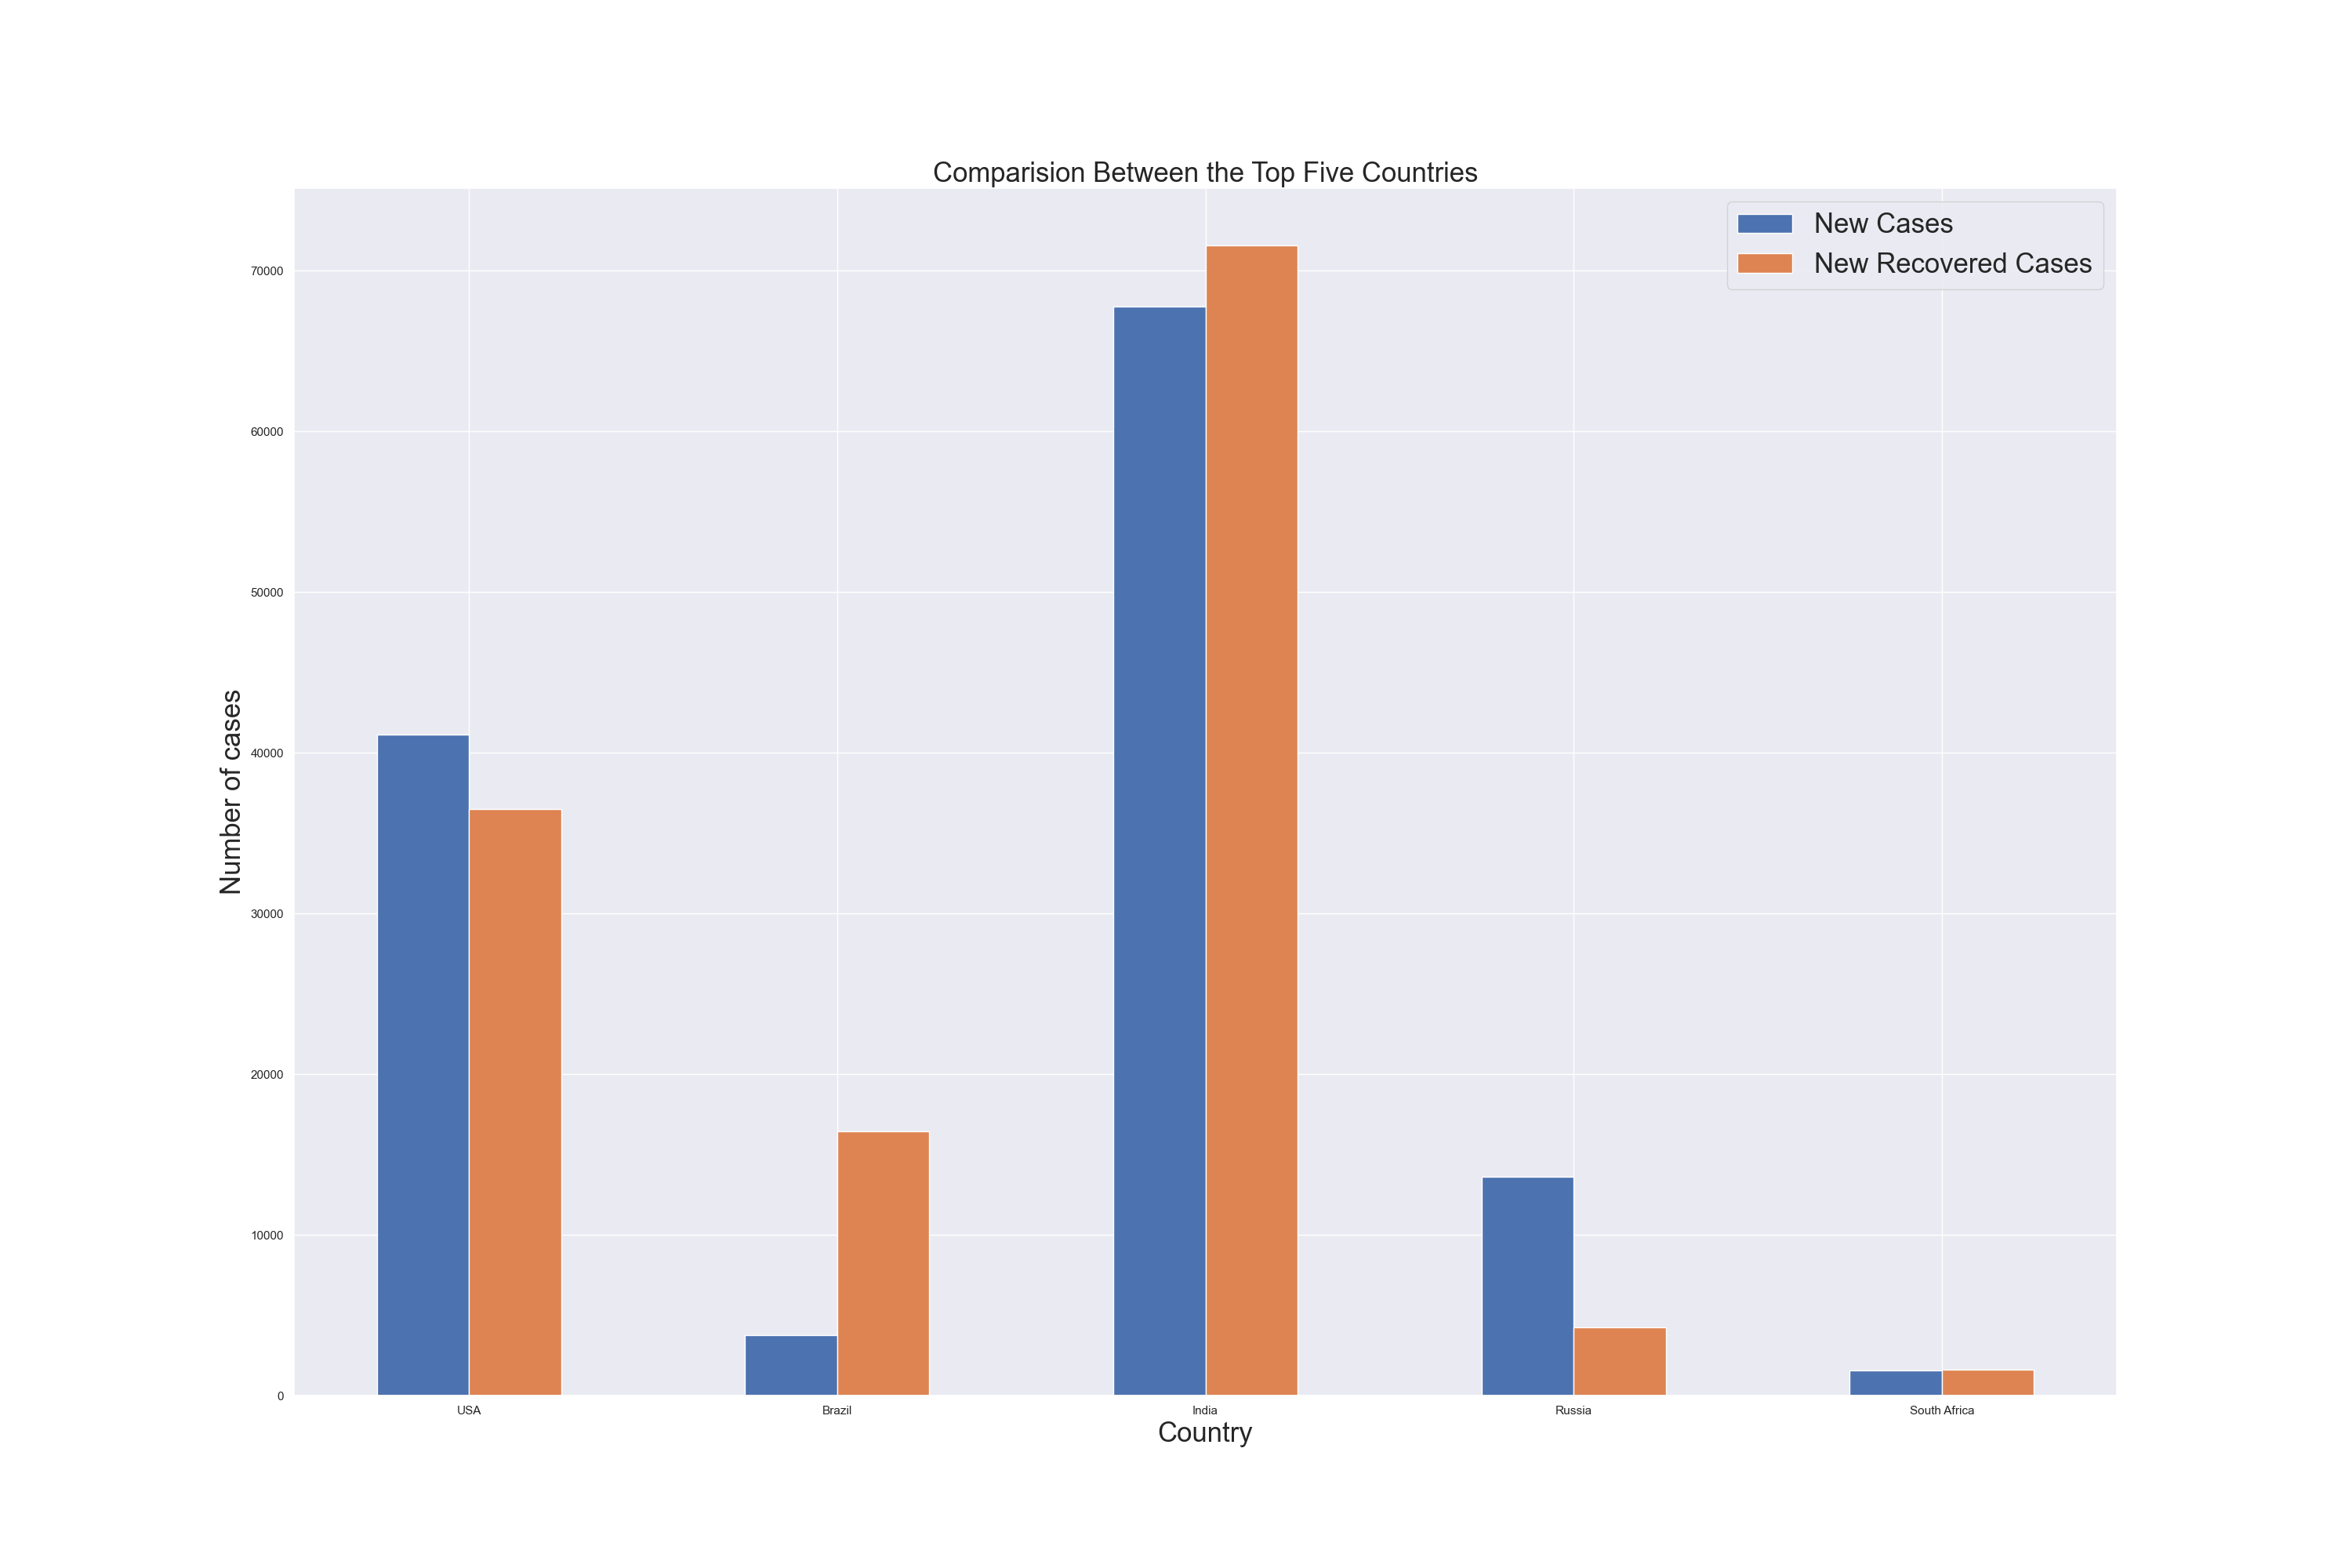 Comparision Between the Top Five Countries
New Cases
New Recovered Cases
Number of cases
70000
60000
50000
40000
30000
20000
10000
0
USA Brazil India Russia South Africa
Country